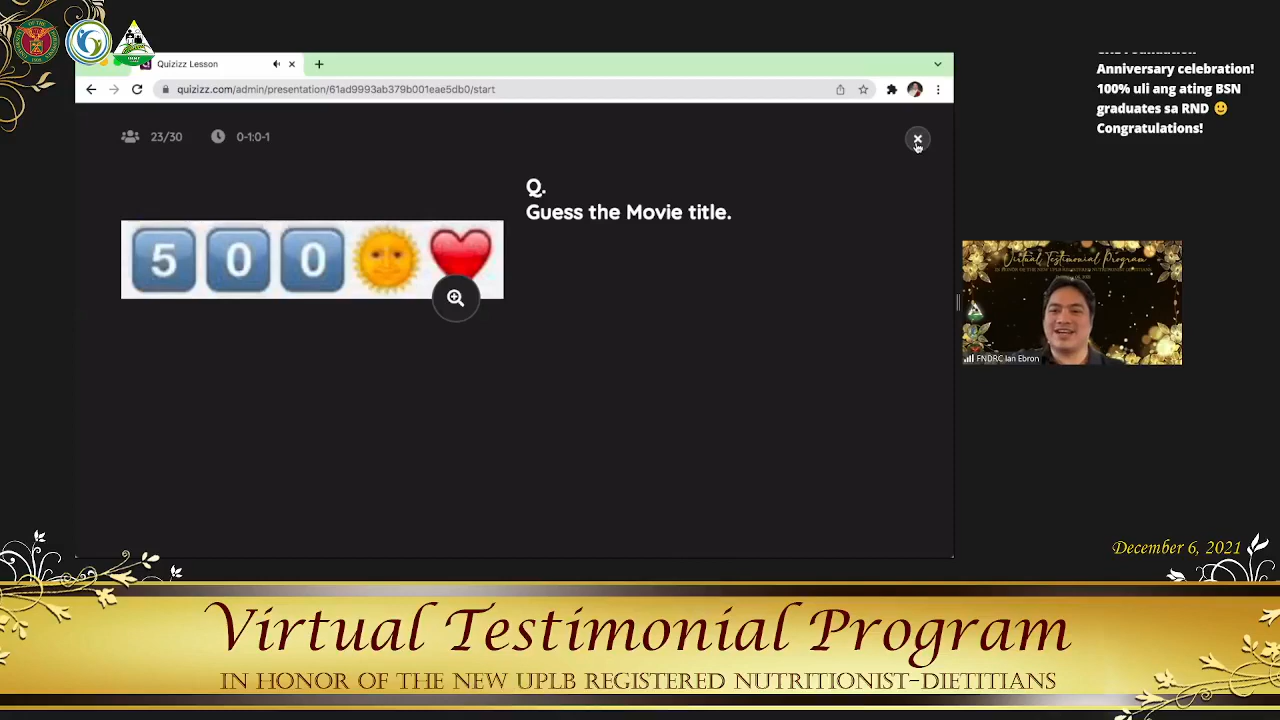 Quizizz Lesson
quizizz.com/admin/presentation/61ad9993ab379b001eae5db0/start
23/30
0-1:0-1
Q.
Guess the Movie title.
5 0 0
Anniversary celebration!
100% uli ang ating BSN
graduates sa RND 🙂
Congratulations!
Virtual Testimonial Program
FNDRC Ian Ebron
December 6, 2021
Virtual Testimonial Program
IN HONOR OF THE NEW UPLB REGISTERED NUTRITIONIST-DIETITIANS